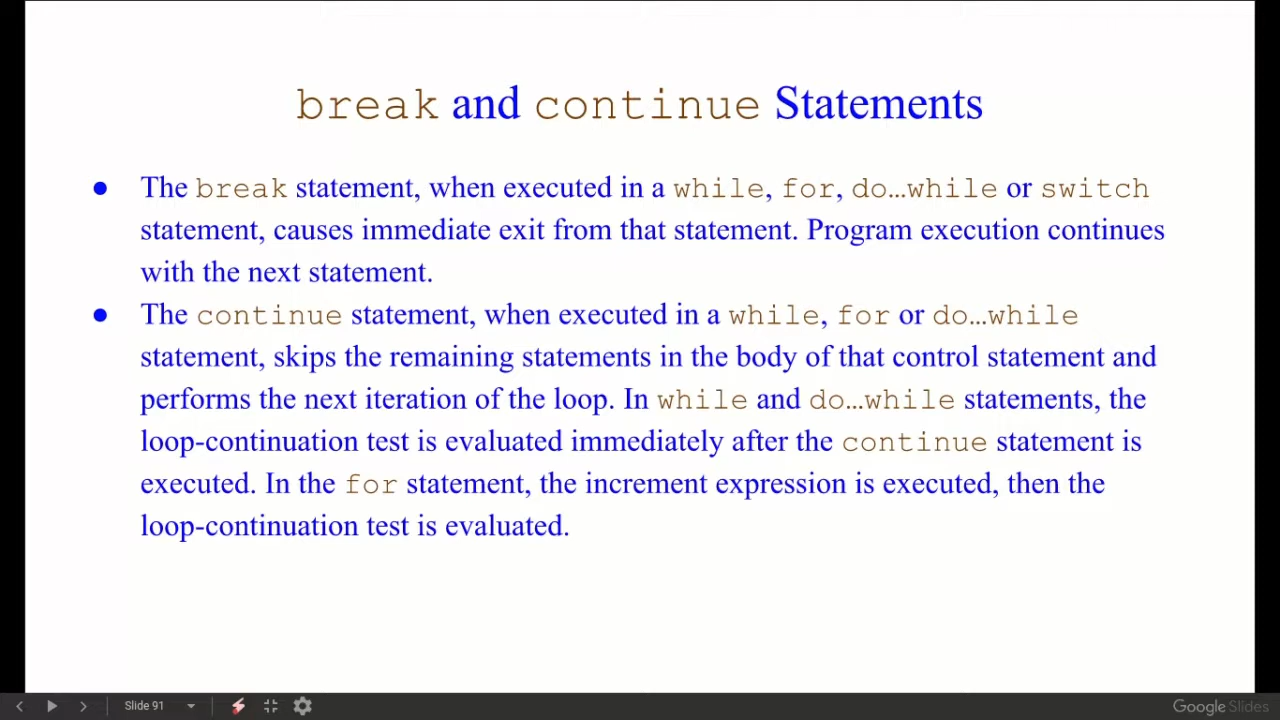 break and continue Statements
● The break statement, when executed in a while, for, do…while or switch
statement, causes immediate exit from that statement. Program execution continues
with the next statement.
● The continue statement, when executed in a while, for or do…while
statement, skips the remaining statements in the body of that control statement and
performs the next iteration of the loop. In while and do…while statements, the
loop-continuation test is evaluated immediately after the continue statement is
executed. In the for statement, the increment expression is executed, then the
loop-continuation test is evaluated.
Slide 91
Google Slides